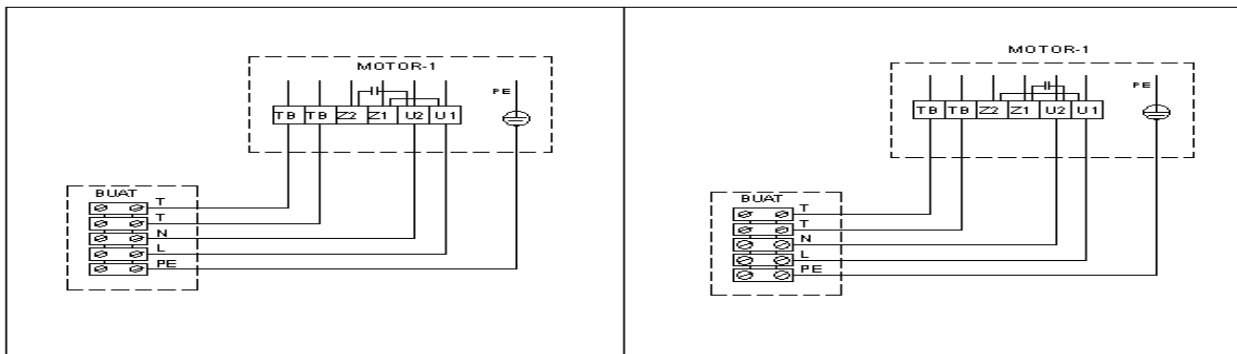 MOTOR-1
PE
TB TB Z2 Z1 U2 U1
BUAT
T
T
N
L
PE
MOTOR-1
PE
TB TB Z2 Z1 U2 U1
BUAT
T
T
N
L
PE